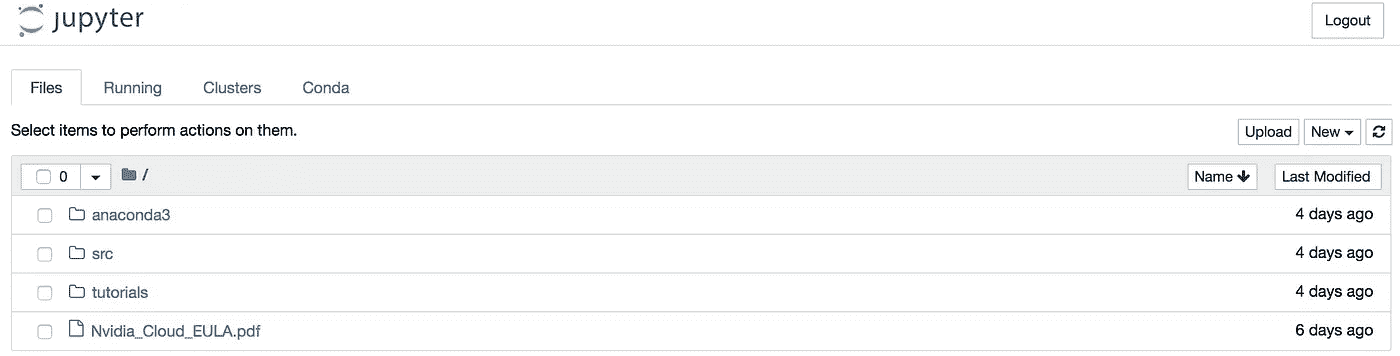 jupyter Logout
Files Running Clusters Conda
Select items to perform actions on them. Upload New
0 / Name Last Modified
anaconda3 4 days ago
src 4 days ago
tutorials 4 days ago
Nvidia_Cloud_EULA.pdf 6 days ago